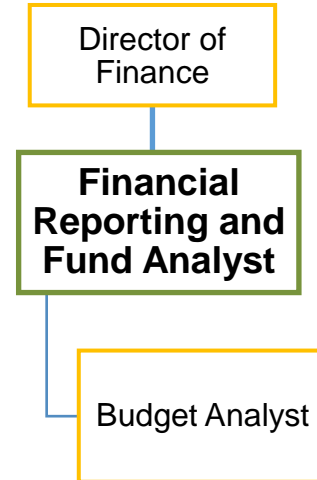 Director of
Finance
Financial
Reporting and
Fund Analyst
Budget Analyst